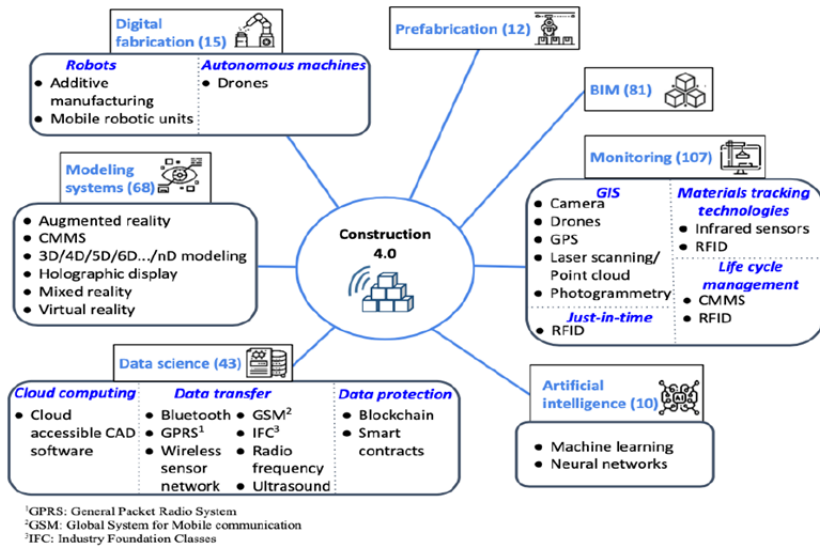 Digital
fabrication (15)
Robots
● Additive
manufacturing
● Mobile robotic units
Autonomous machines
● Drones
Prefabrication (12)
BIM (81)
Monitoring (107)
GIS
● Camera
● Drones
● GPS
● Laser scanning/
Point cloud
● Photogrammetry
Just-in-time
● RFID
Materials tracking
technologies
● Infrared sensors
● RFID
Life cycle
management
● CMMS
● RFID
Modeling
systems (68)
● Augmented reality
● CMMS
● 3D/4D/5D/6D.../nD modeling
● Holographic display
● Mixed reality
● Virtual reality
Construction
4.0
Data science (43)
Cloud computing
● Cloud
accessible CAD
software
Data transfer
● Bluetooth
● GPRS¹
● Wireless
sensor
network
● GSM²
● IFC³
● Radio
frequency
● Ultrasound
Data protection
● Blockchain
● Smart
contracts
Artificial
intelligence (10)
AI
● Machine learning
● Neural networks
¹GPRS: General Packet Radio System
²GSM: Global System for Mobile communication
³IFC: Industry Foundation Classes